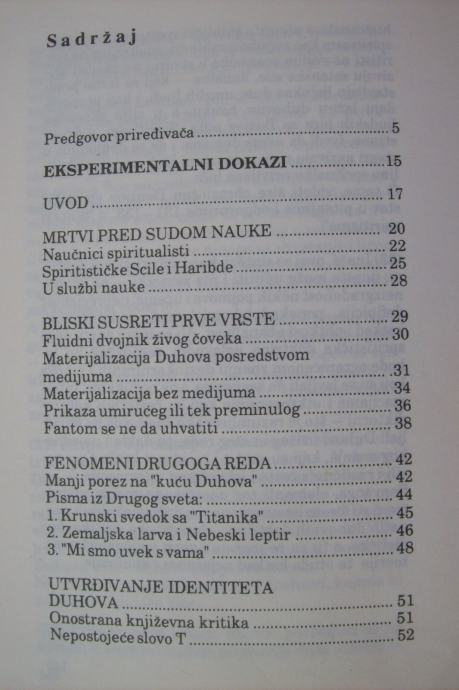 Sadržaj
Predgovor priređivača ........ 5
EKSPERIMENTALNI DOKAZI ........ 15
UVOD ........ 17
MRTVI PRED SUDOM NAUKE ........ 20
Naučnici spiritualisti ........ 22
Spiritističke Scile i Haribde ........ 25
U službi nauke ........ 28
BLISKI SUSRETI PRVE VRSTE ........ 29
Fluidni dvojnik živog čoveka ........ 30
Materijalizacija Duhova posredstvom
medijuma ........ 31
Materijalizacija bez medijuma ........ 34
Prikaza umirućeg ili tek preminulog ........ 36
Fantom se ne da uhvatiti ........ 38
FENOMENI DRUGOGA REDA ........ 42
Manji porez na "kuću Duhova" ........ 42
Pisma iz Drugog sveta: ........ 44
1. Krunski svedok sa "Titanika" ........ 45
2. Zemaljska larva i Nebeski leptir ........ 46
3. "Mi smo uvek s vama" ........ 48
UTVRĐIVANJE IDENTITETA
DUHOVA ........ 51
Onostrana književna kritika ........ 51
Nepostojeće slovo T ........ 52